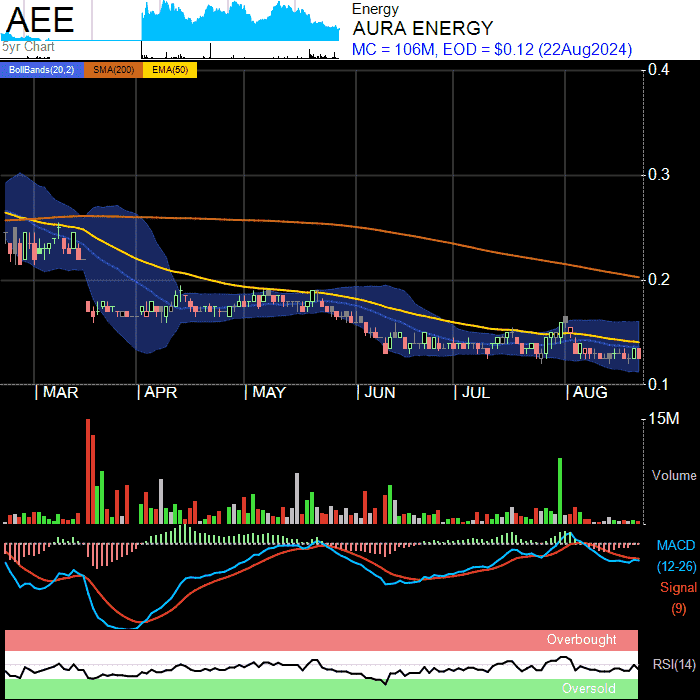 AEE
Energy
AURA ENERGY
5yr Chart
MC = 106M, EOD = $0.12 (22Aug2024)
BollBands(20,2) SMA(200) EMA(50)
0.4
0.3
0.2
0.1
MAR APR MAY JUN JUL AUG
15M
Volume
MACD
(12-26)
Signal
(9)
Overbought
RSI(14)
Oversold